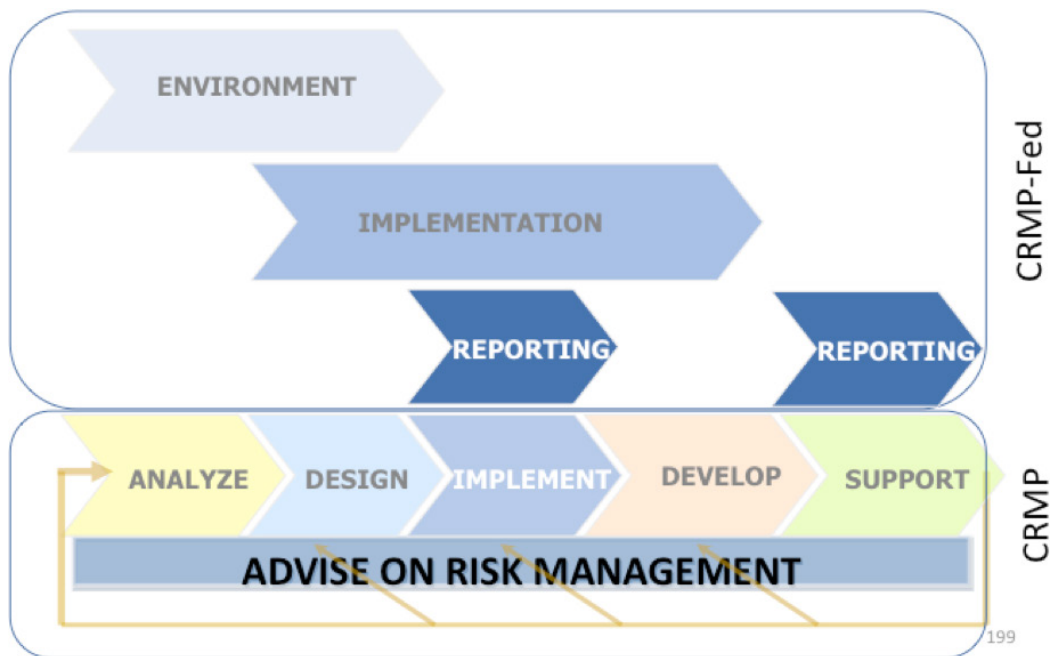 ENVIRONMENT
IMPLEMENTATION
REPORTING
REPORTING
CRMP-Fed
ANALYZE
DESIGN
IMPLEMENT
DEVELOP
SUPPORT
CRMP
ADVISE ON RISK MANAGEMENT
199